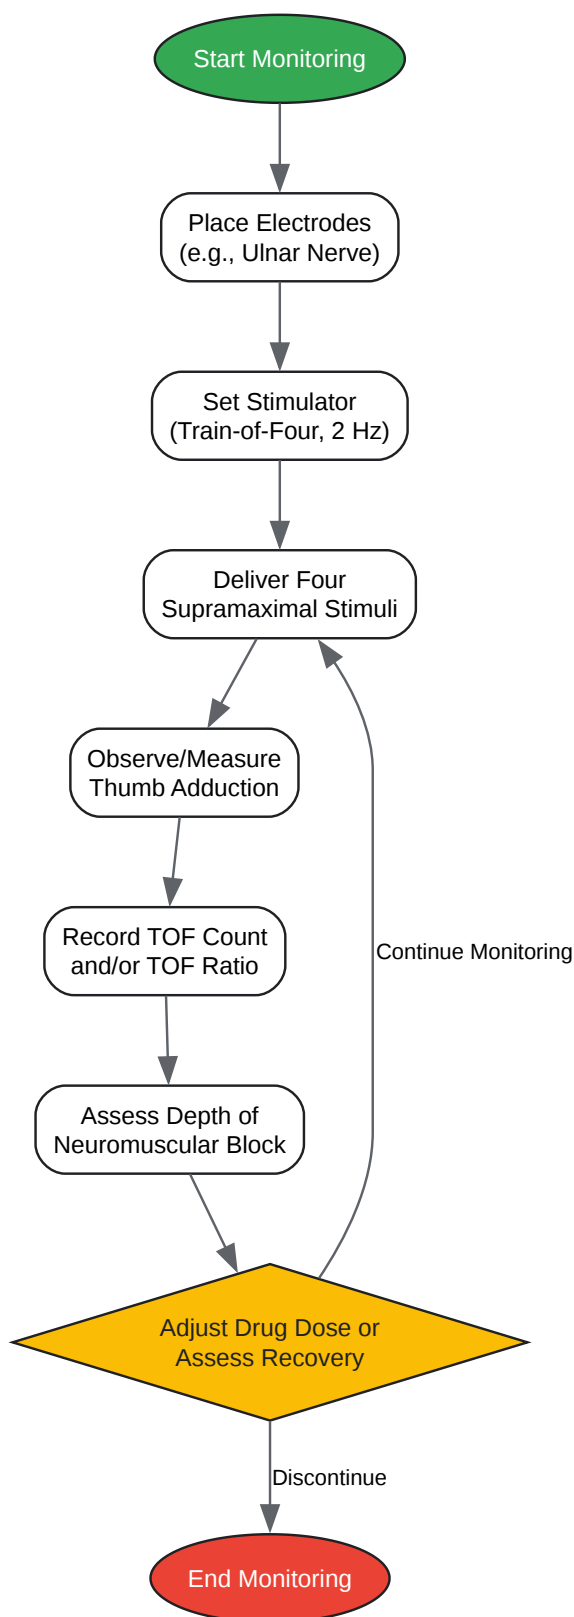 Start Monitoring
Place Electrodes
(e.g., Ulnar Nerve)
Set Stimulator
(Train-of-Four, 2 Hz)
Deliver Four
Supramaximal Stimuli
Observe/Measure
Thumb Adduction
Record TOF Count
and/or TOF Ratio
Continue Monitoring
Assess Depth of
Neuromuscular Block
Adjust Drug Dose or
Assess Recovery
Discontinue
End Monitoring